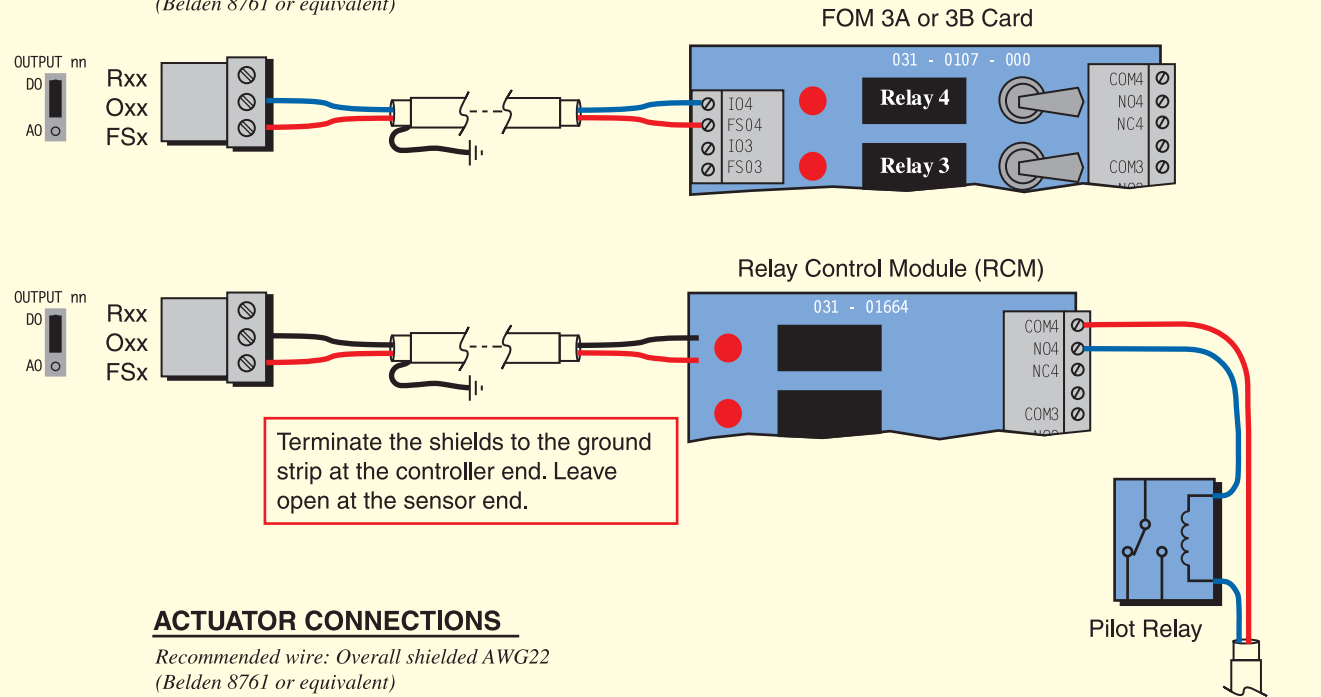 (Belden 8761 or equivalent)
FOM 3A or 3B Card
OUTPUT nn
DO
AO
Rxx
Oxx
FSx
031 - 0107 - 000
IO4
FSO4
IO3
FSO3
Relay 4
Relay 3
COM4
NO4
NC4
COM3
Relay Control Module (RCM)
OUTPUT nn
DO
AO
Rxx
Oxx
FSx
031 - 01664
COM4
NO4
NC4
COM3
Terminate the shields to the ground
strip at the controller end. Leave
open at the sensor end.
Pilot Relay
ACTUATOR CONNECTIONS
Recommended wire: Overall shielded AWG22
(Belden 8761 or equivalent)